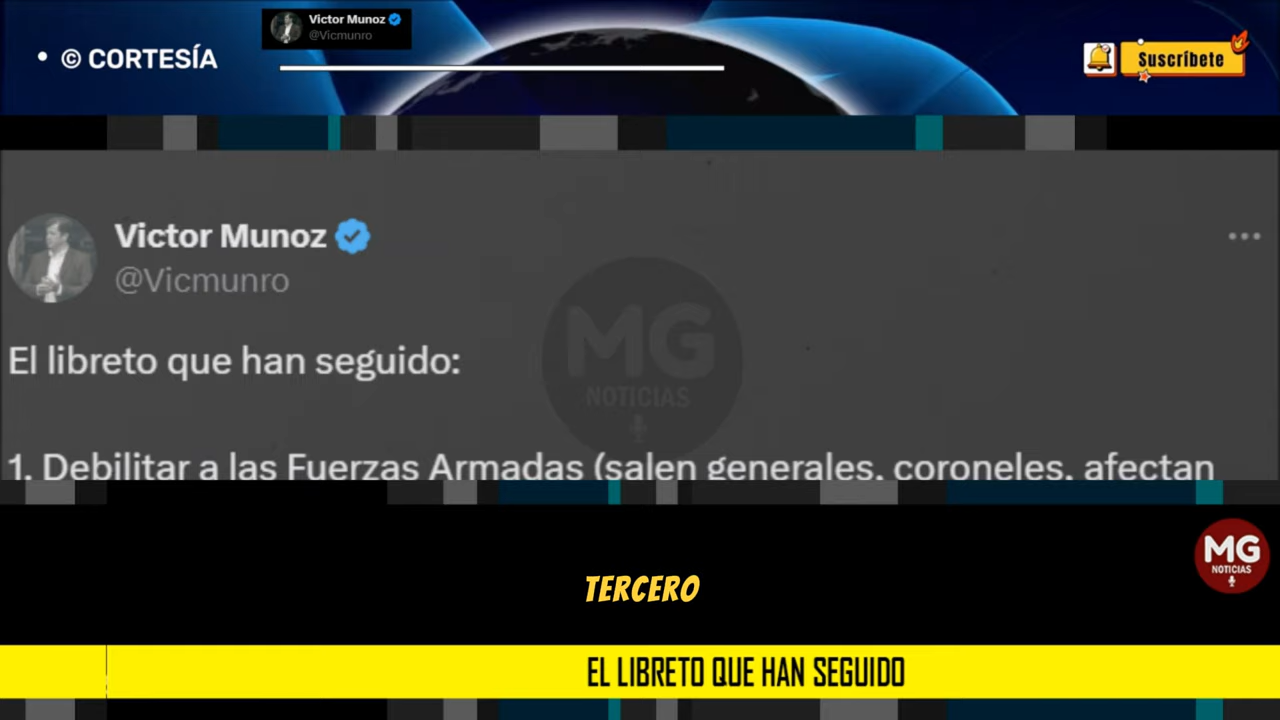 • © CORTESÍA
Victor Munoz
@Vicmunro
Suscríbete
Victor Munoz
@Vicmunro
El libreto que han seguido:
MG
NOTICIAS
1. Debilitar a las Fuerzas Armadas (salen generales, coroneles, afectan
MG
NOTICIAS
TERCERO
EL LIBRETO QUE HAN SEGUIDO